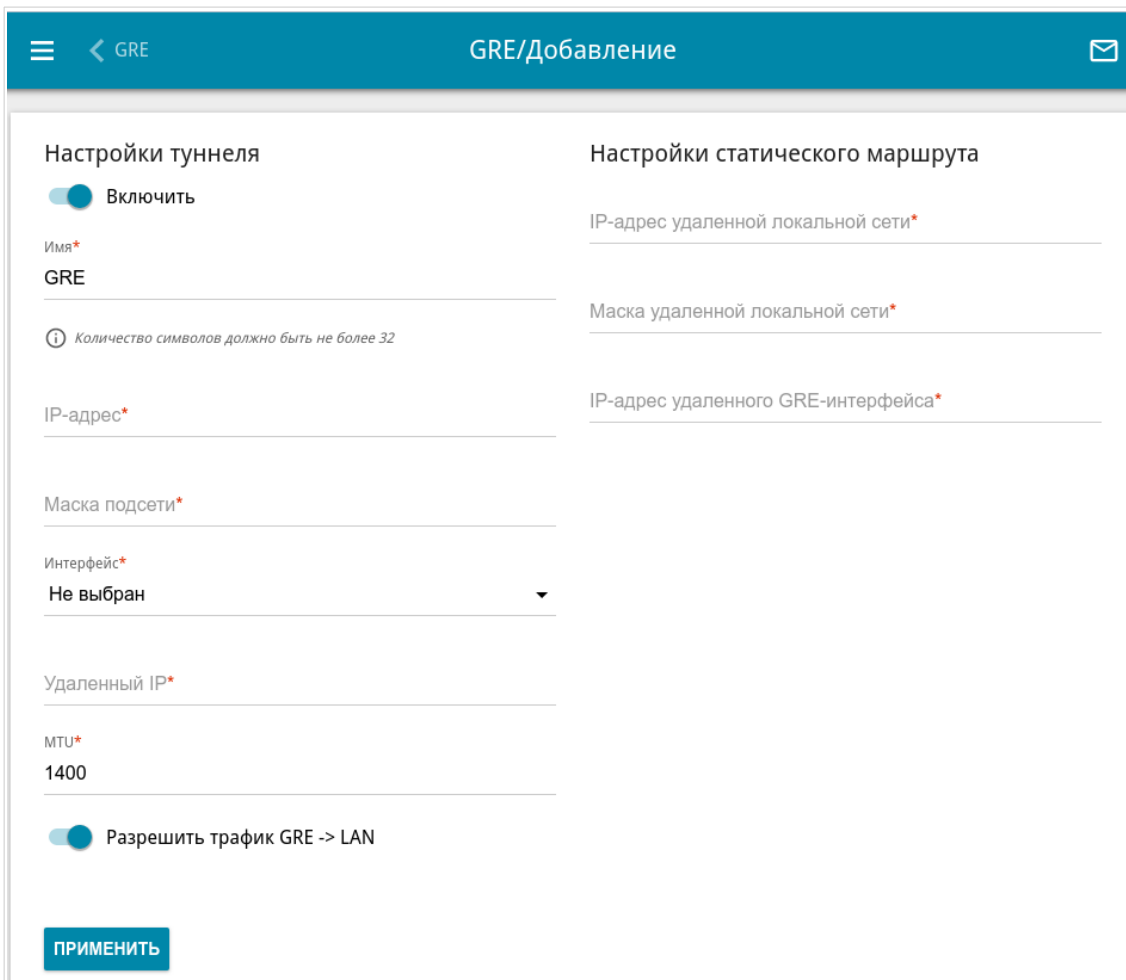 GRE
GRE/Добавление
Настройки туннеля
Включить
Имя*
GRE
Количество символов должно быть не более 32
IP-адрес*
Маска подсети*
Интерфейс*
Не выбран
Удаленный IP*
MTU*
1400
Разрешить трафик GRE -> LAN
ПРИМЕНИТЬ
Настройки статического маршрута
IP-адрес удаленной локальной сети*
Маска удаленной локальной сети*
IP-адрес удаленного GRE-интерфейса*